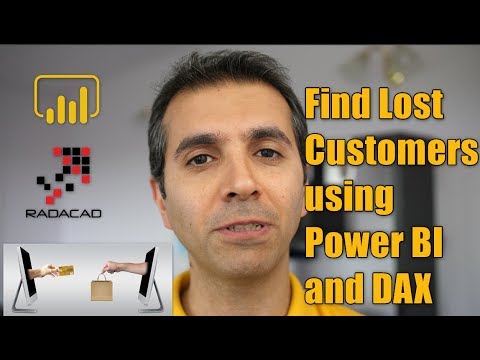 Find Lost
Customers
using
Power BI
and DAX
RADACAD